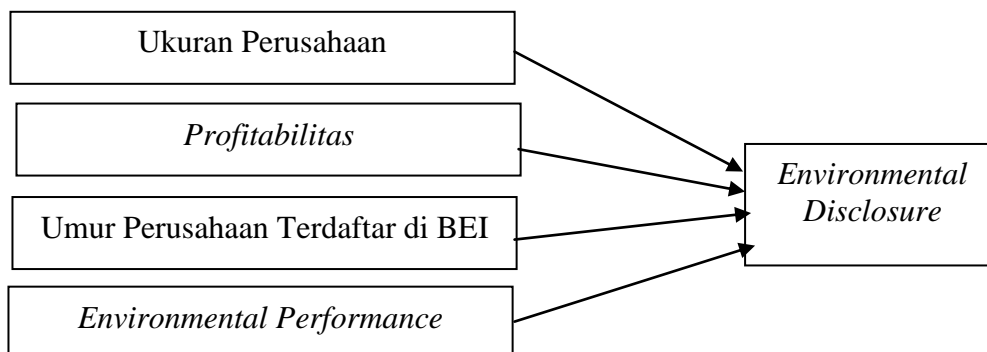 Ukuran Perusahaan
Profitabilitas
Umur Perusahaan Terdaftar di BEI
Environmental Performance
Environmental
Disclosure